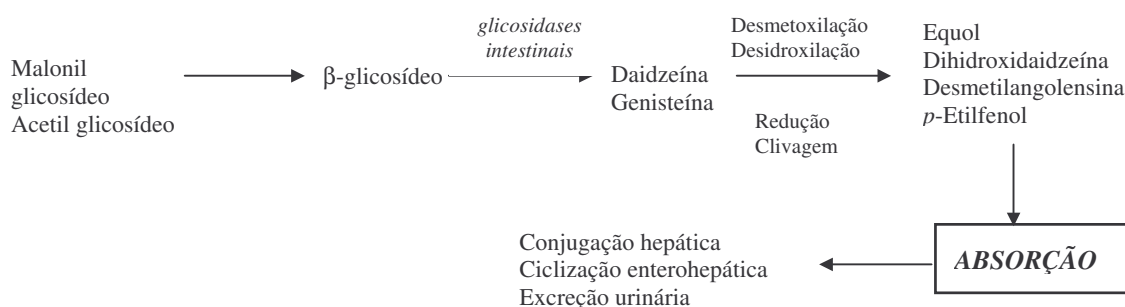 Malonil
glicosídeo
Acetil glicosídeo
β-glicosídeo
glicosidases
intestinais
Daidzeína
Genisteína
Desmetoxilação
Desidroxilação
Redução
Clivagem
Equol
Dihidroxidaidzeína
Desmetilangolensina
p-Etilfenol
ABSORÇÃO
Conjugação hepática
Ciclização enterohepática
Excreção urinária